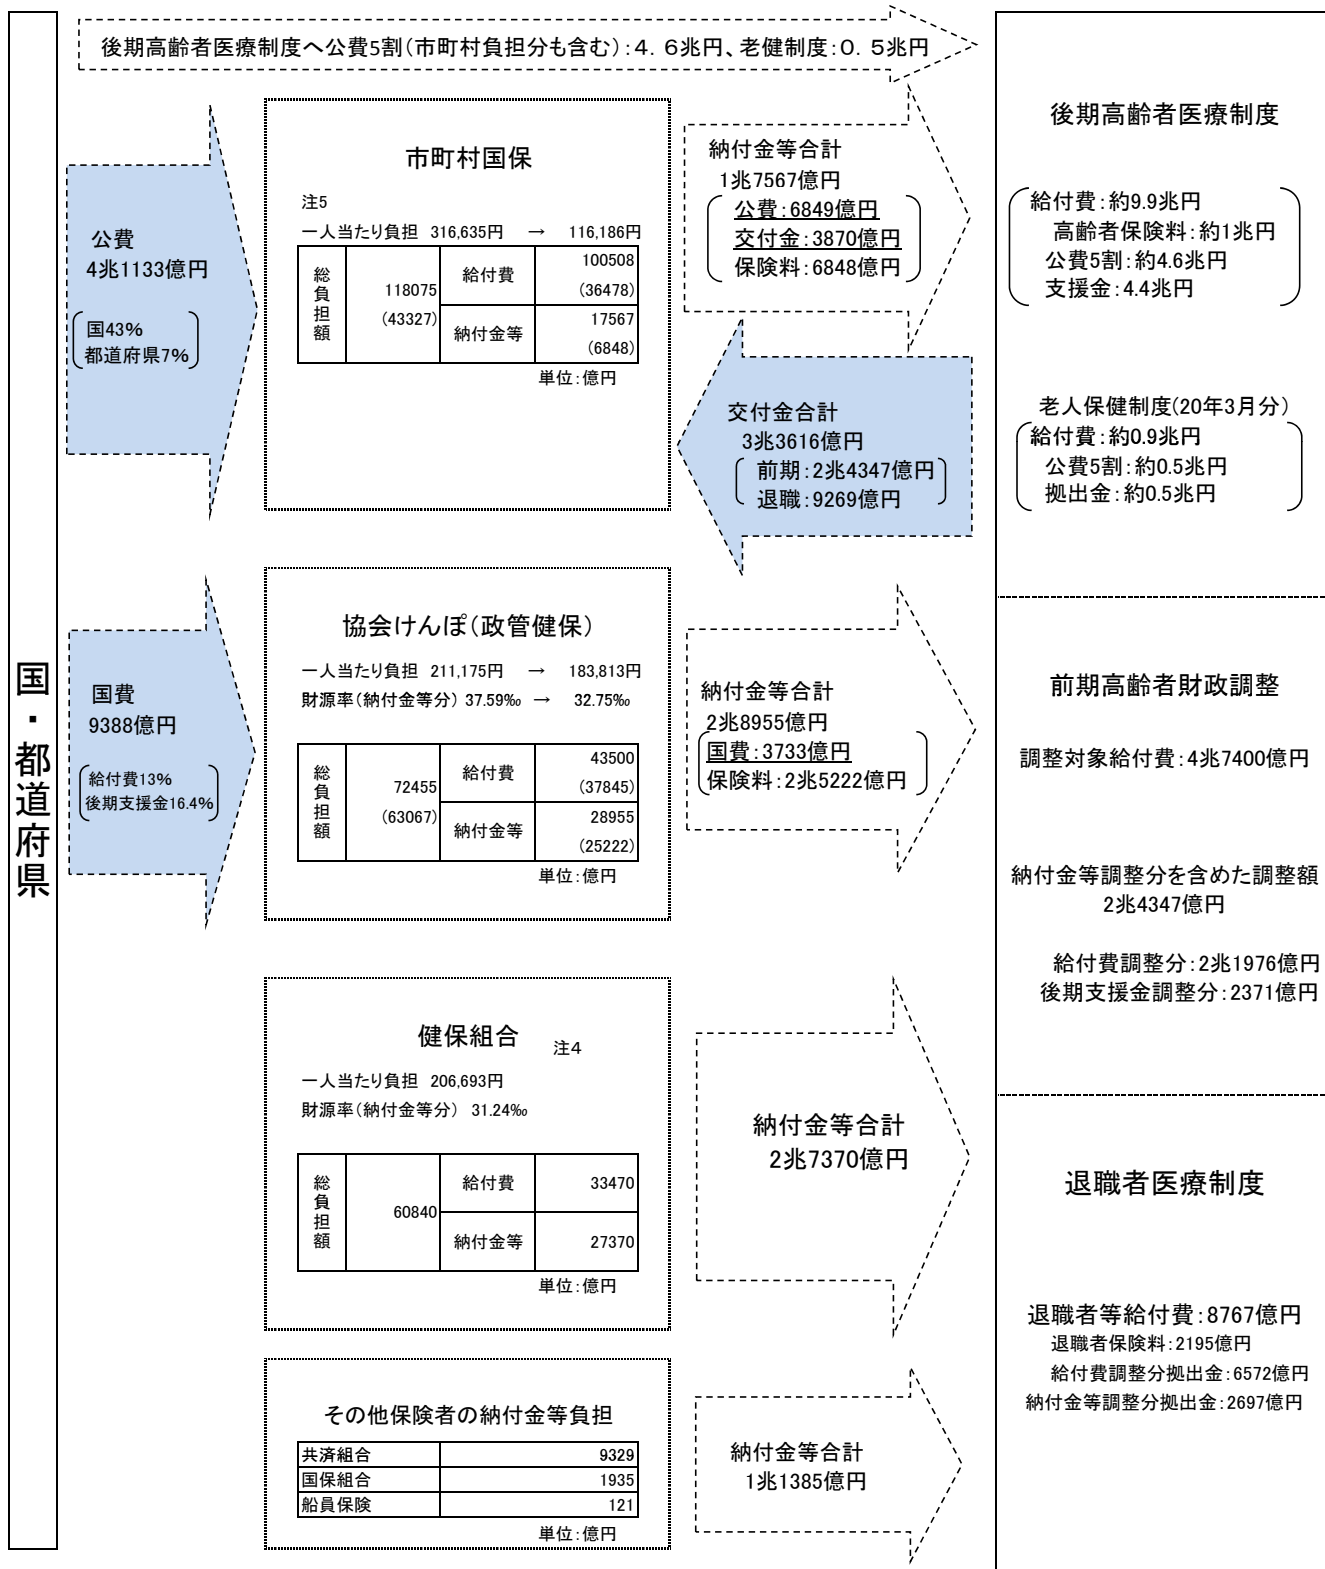 後期高齢者医療制度へ公費5割(市町村負担分も含む):4.6兆円、老健制度:0.5兆円
国・都道府県
公費
4兆1133億円
国43%
都道府県7%
市町村国保
注5
一人当たり負担 316,635円 → 116,186円
総負担額
118075
(43327)
給付費
100508
(36478)
納付金等
17567
(6848)
単位:億円
納付金等合計
1兆7567億円
公費:6849億円
交付金:3870億円
保険料:6848億円
交付金合計
3兆3616億円
前期:2兆4347億円
退職:9269億円
後期高齢者医療制度
給付費:約9.9兆円
高齢者保険料:約1兆円
公費5割:約4.6兆円
支援金:4.4兆円
老人保健制度(20年3月分)
給付費:約0.9兆円
公費5割:約0.5兆円
拠出金:約0.5兆円
国費
9388億円
給付費13%
後期支援金16.4%
協会けんぽ(政管健保)
一人当たり負担 211,175円 → 183,813円
財源率(納付金等分) 37.59‰ → 32.75‰
総負担額
72455
(63067)
給付費
43500
(37845)
納付金等
28955
(25222)
単位:億円
納付金等合計
2兆8955億円
国費:3733億円
保険料:2兆5222億円
前期高齢者財政調整
調整対象給付費:4兆7400億円
納付金等調整分を含めた調整額
2兆4347億円
給付費調整分:2兆1976億円
後期支援金調整分:2371億円
健保組合 注4
一人当たり負担 206,693円
財源率(納付金等分) 31.24‰
総負担額
60840
給付費
33470
納付金等
27370
単位:億円
納付金等合計
2兆7370億円
退職者医療制度
退職者等給付費:8767億円
退職者保険料:2195億円
給付費調整分拠出金:6572億円
納付金等調整分拠出金:2697億円
その他保険者の納付金等負担
共済組合 9329
国保組合 1935
船員保険 121
単位:億円
納付金等合計
1兆1385億円